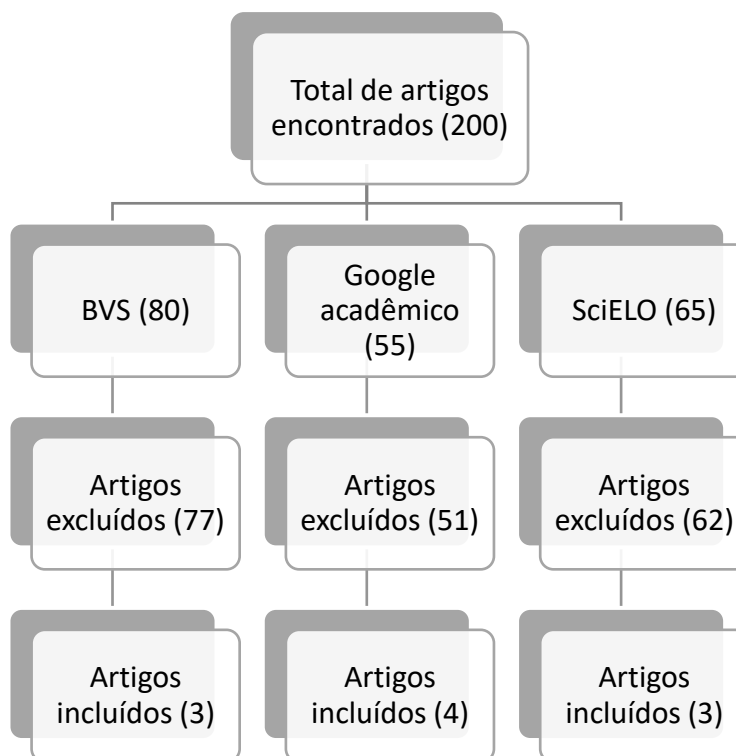 Total de artigos
encontrados (200)
BVS (80)
Google
acadêmico
(55)
SciELO (65)
Artigos
excluídos (77)
Artigos
excluídos (51)
Artigos
excluídos (62)
Artigos
incluídos (3)
Artigos
incluídos (4)
Artigos
incluídos (3)